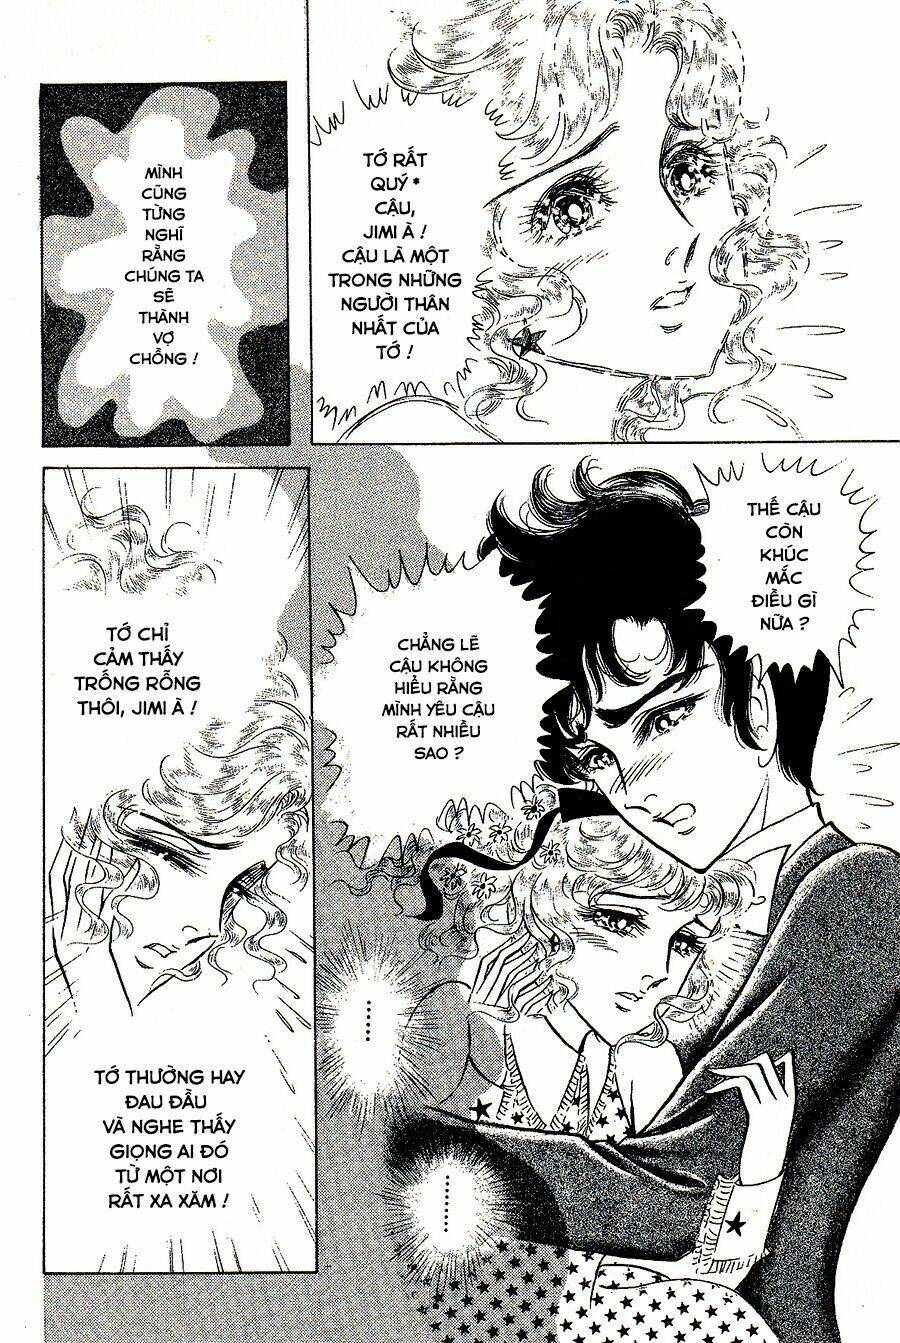 TỚ RẤT
QUÝ*
CẬU,
JIMI À !
CẬU LÀ MỘT
TRONG NHỮNG
NGƯỜI THÂN
NHẤT CỦA
TỚ !
MÌNH
CŨNG
TỪNG
NGHĨ
RẰNG
CHÚNG TA
SẼ
THÀNH
VỢ
CHỒNG !
THẾ CẬU
CÒN
KHÚC
MẮC
ĐIỀU GÌ
NỮA ?
CHẲNG LẼ
CẬU KHÔNG
HIỂU RẰNG
MÌNH YÊU CẬU
RẤT NHIỀU
SAO ?
........
........
TỚ CHỈ
CẢM THẤY
TRỐNG RỖNG
THÔI, JIMI À !
TỚ THƯỜNG HAY
ĐAU ĐẦU
VÀ NGHE THẤY
GIỌNG AI ĐÓ
TỪ MỘT NƠI
RẤT XA XĂM !